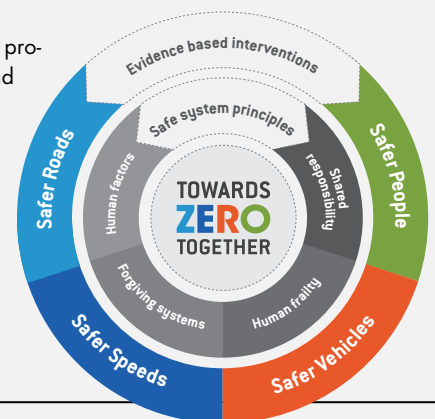 pro-
d
Evidence based interventions
Safe system principles
Safer Roads
Safer People
Human factors
Shared
responsibility
TOWARDS
ZERO
TOGETHER
Forgiving systems
Human frailty
Safer Speeds
Safer Vehicles